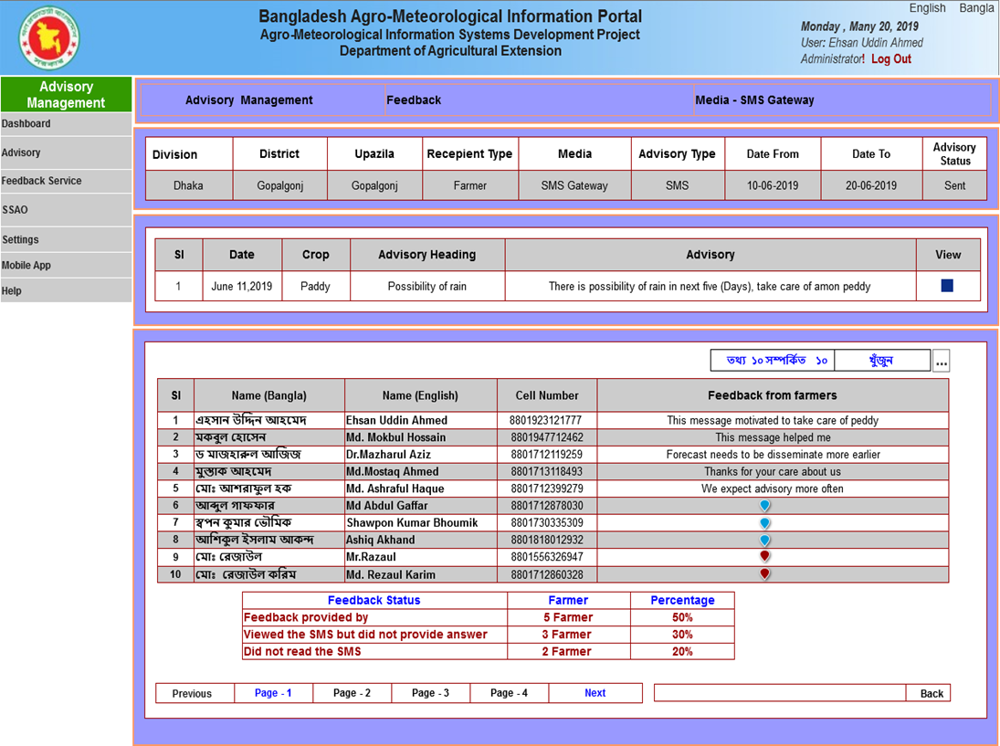 English Bangla
Bangladesh Agro-Meteorological Information Portal
Agro-Meteorological Information Systems Development Project
Department of Agricultural Extension
Monday , Many 20, 2019
User: Ehsan Uddin Ahmed
Administrator! Log Out
Advisory
Management
Dashboard
Advisory
Feedback Service
SSAO
Settings
Mobile App
Help
Advisory Management Feedback Media - SMS Gateway
Division District Upazila Recepient Type Media Advisory Type Date From Date To Advisory Status
Dhaka Gopalgonj Gopalgonj Farmer SMS Gateway SMS 10-06-2019 20-06-2019 Sent
Sl Date Crop Advisory Heading Advisory View
1 June 11,2019 Paddy Possibility of rain There is possibility of rain in next five (Days), take care of amon peddy
তথ্য ১০ সম্পর্কিত ১০ খুঁজুন ...
Sl Name (Bangla) Name (English) Cell Number Feedback from farmers
1 এহসান উদ্দিন আহমেদ Ehsan Uddin Ahmed 8801923121777 This message motivated to take care of peddy
2 মকবুল হোসেন Md. Mokbul Hossain 8801947712462 This message helped me
3 ড মাজহারুল আজিজ Dr.Mazharul Aziz 8801712119259 Forecast needs to be disseminate more earlier
4 মুস্তাক আহমেদ Md.Mostaq Ahmed 8801713118493 Thanks for your care about us
5 মোঃ আশরাফুল হক Md. Ashraful Haque 8801712399279 We expect advisory more often
6 আব্দুল গাফফার Md Abdul Gaffar 8801712878030
7 স্বপন কুমার ভৌমিক Shawpon Kumar Bhoumik 8801730335309
8 আশিকুল ইসলাম আকন্দ Ashiq Akhand 8801818012932
9 মোঃ রেজাউল Mr.Razaul 8801556326947
10 মোঃ রেজাউল করিম Md. Rezaul Karim 8801712860328
Feedback Status Farmer Percentage
Feedback provided by 5 Farmer 50%
Viewed the SMS but did not provide answer 3 Farmer 30%
Did not read the SMS 2 Farmer 20%
Previous Page - 1 Page - 2 Page - 3 Page - 4 Next Back